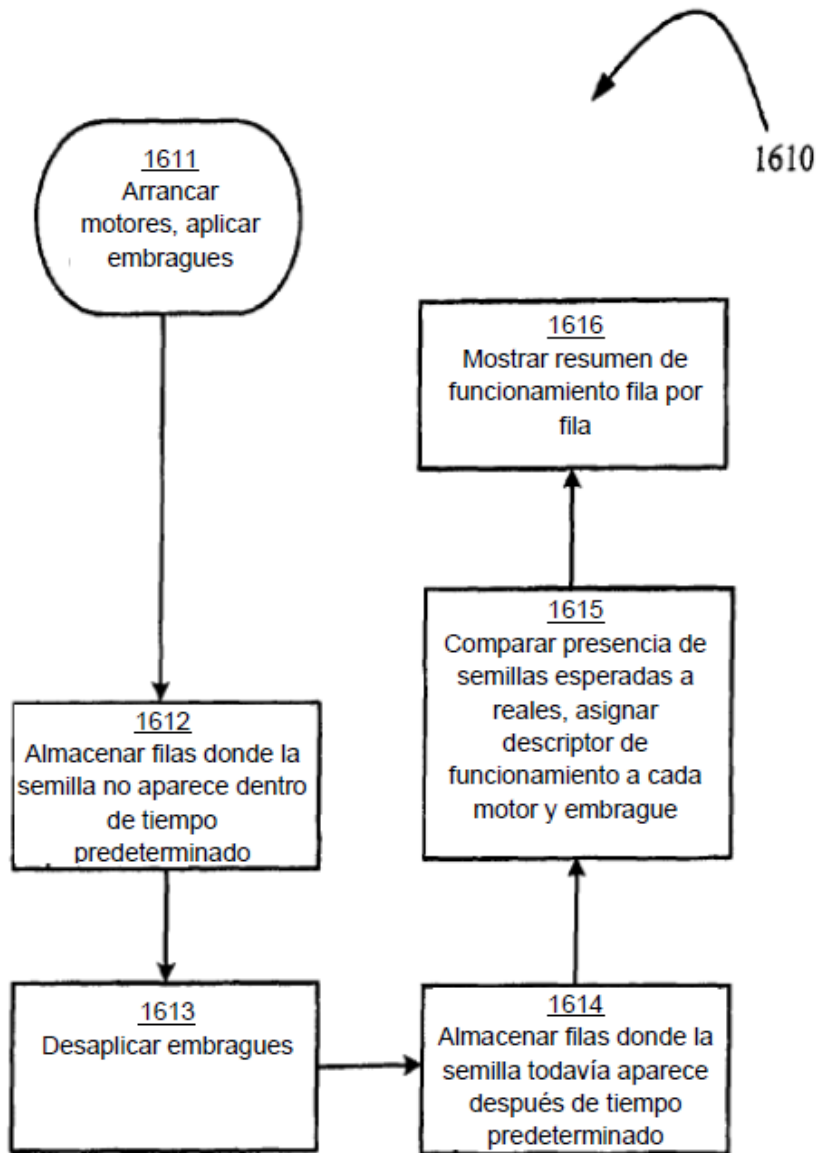 1610
1611
Arrancar
motores, aplicar
embragues
1612
Almacenar filas donde la
semilla no aparece dentro
de tiempo
predeterminado
1613
Desaplicar embragues
1614
Almacenar filas donde la
semilla todavía aparece
después de tiempo
predeterminado
1615
Comparar presencia de
semillas esperadas a
reales, asignar
descriptor de
funcionamiento a cada
motor y embrague
1616
Mostrar resumen de
funcionamiento fila por
fila